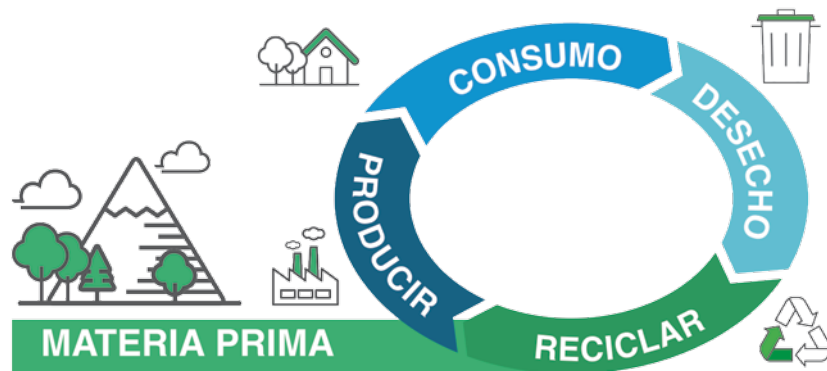 CONSUMO
DESECHO
PRODUCIR
RECICLAR
MATERIA PRIMA